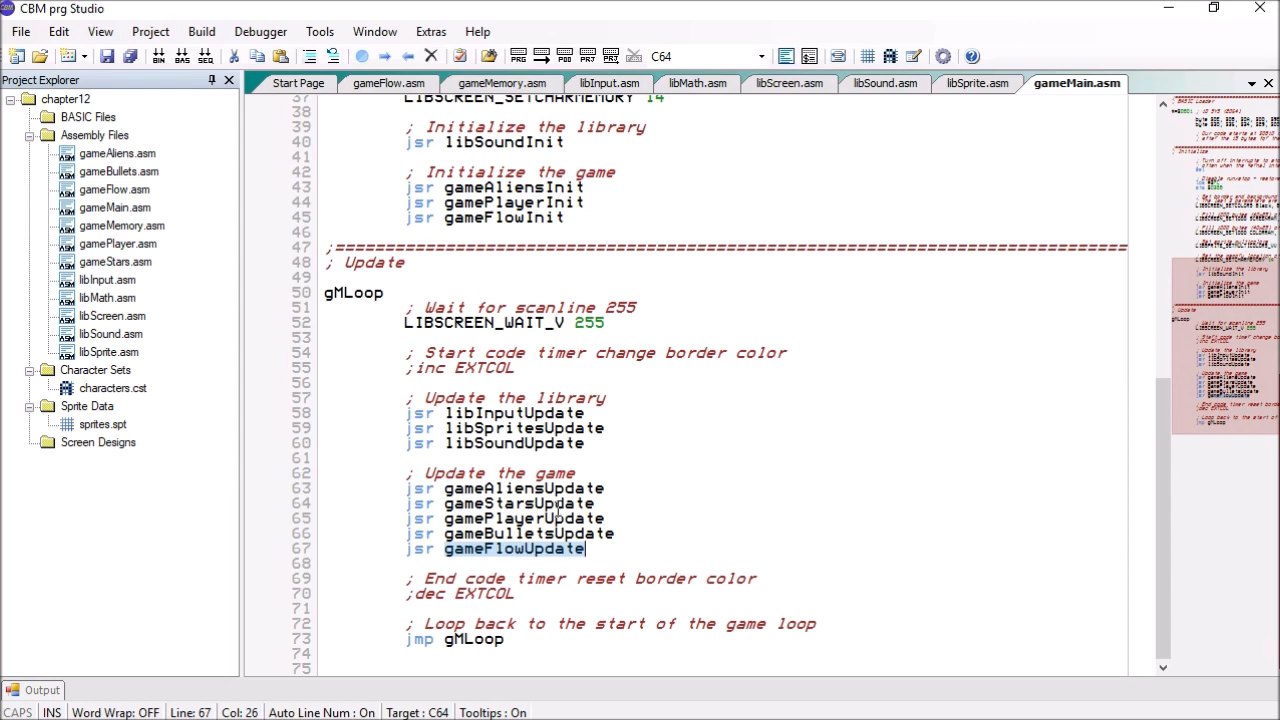 CBM prg Studio
File Edit View Project Build Debugger Tools Window Extras Help
C64
Project Explorer
Start Page gameFlow.asm gameMemory.asm libInput.asm libMath.asm libScreen.asm libSound.asm libSprite.asm gameMain.asm
chapter12
BASIC Files
Assembly Files
gameAliens.asm
gameBullets.asm
gameFlow.asm
gameMain.asm
gameMemory.asm
gamePlayer.asm
gameStars.asm
libInput.asm
libMath.asm
libScreen.asm
libSound.asm
libSprite.asm
Character Sets
characters.cst
Sprite Data
sprites.spt
Screen Designs
37 LIBSCREEN_SETCHARMEMORY 14
38
39 ; Initialize the library
40 jsr libSoundInit
41
42 ; Initialize the game
43 jsr gameAliensInit
44 jsr gamePlayerInit
45 jsr gameFlowInit
46
47 ;===============================================================================
48 ; Update
49
50 gMLoop
51 ; Wait for scanline 255
52 LIBSCREEN_WAIT_V 255
53
54 ; Start code timer change border color
55 ;inc EXTCOL
56
57 ; Update the library
58 jsr libInputUpdate
59 jsr libSpritesUpdate
60 jsr libSoundUpdate
61
62 ; Update the game
63 jsr gameAliensUpdate
64 jsr gameStarsUpdate
65 jsr gamePlayerUpdate
66 jsr gameBulletsUpdate
67 jsr gameFlowUpdate
68
69 ; End code timer reset border color
70 ;dec EXTCOL
71
72 ; Loop back to the start of the game loop
73 jmp gMLoop
74
75
Output
CAPS INS Word Wrap: OFF Line: 67 Col: 26 Auto Line Num : On Target : C64 Tooltips : On